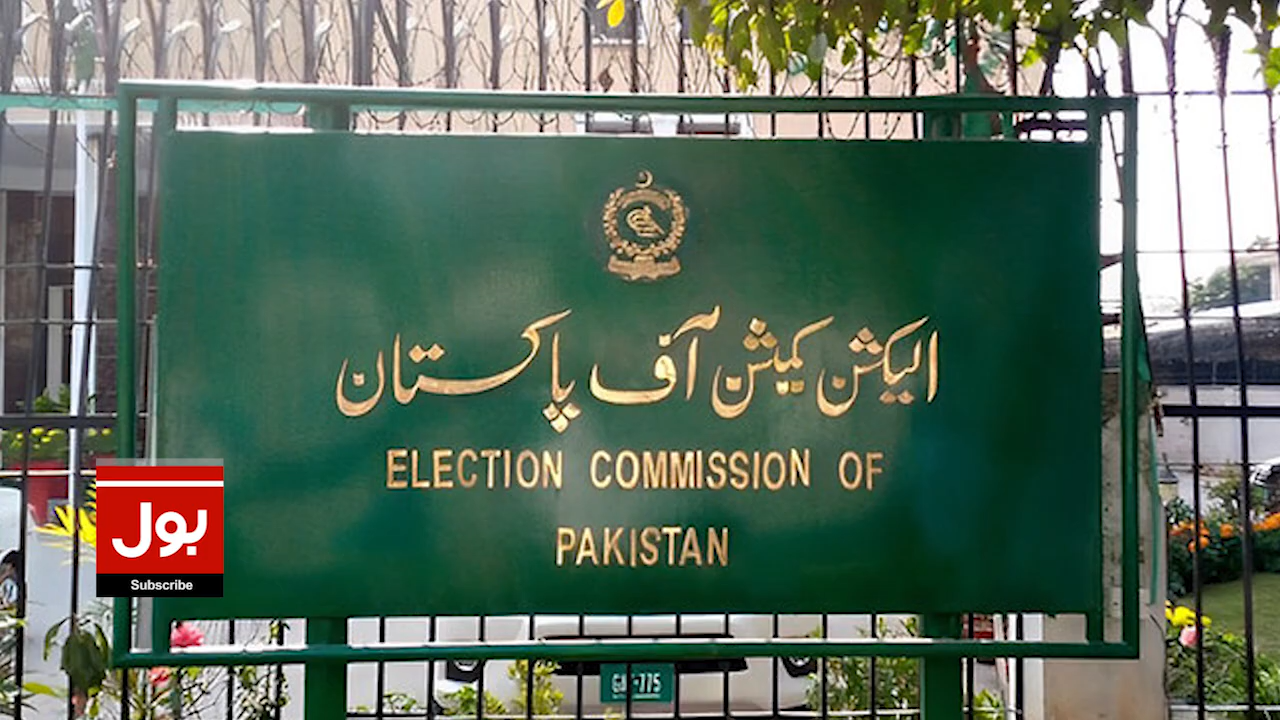 الیکشن کمیشن آف پاکستان
ELECTION COMMISSION OF
PAKISTAN
بول
Subscribe